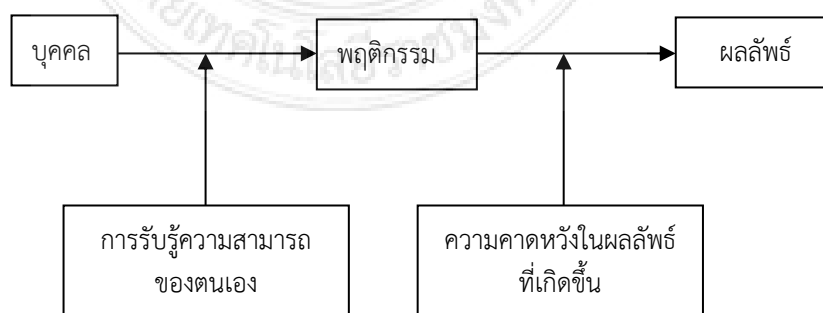 บุคคล
พฤติกรรม
ผลลัพธ์
การรับรู้ความสามารถ
ของตนเอง
ความคาดหวังในผลลัพธ์
ที่เกิดขึ้น